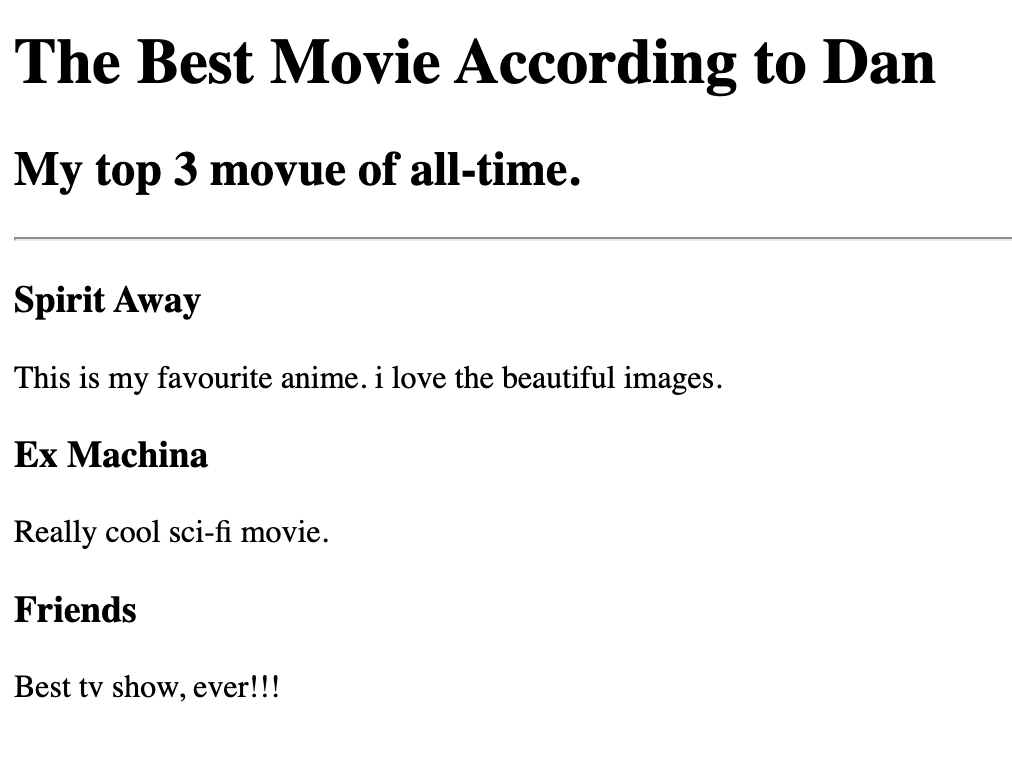 The Best Movie According to Dan
My top 3 movue of all-time.
Spirit Away
This is my favourite anime. i love the beautiful images.
Ex Machina
Really cool sci-fi movie.
Friends
Best tv show, ever!!!